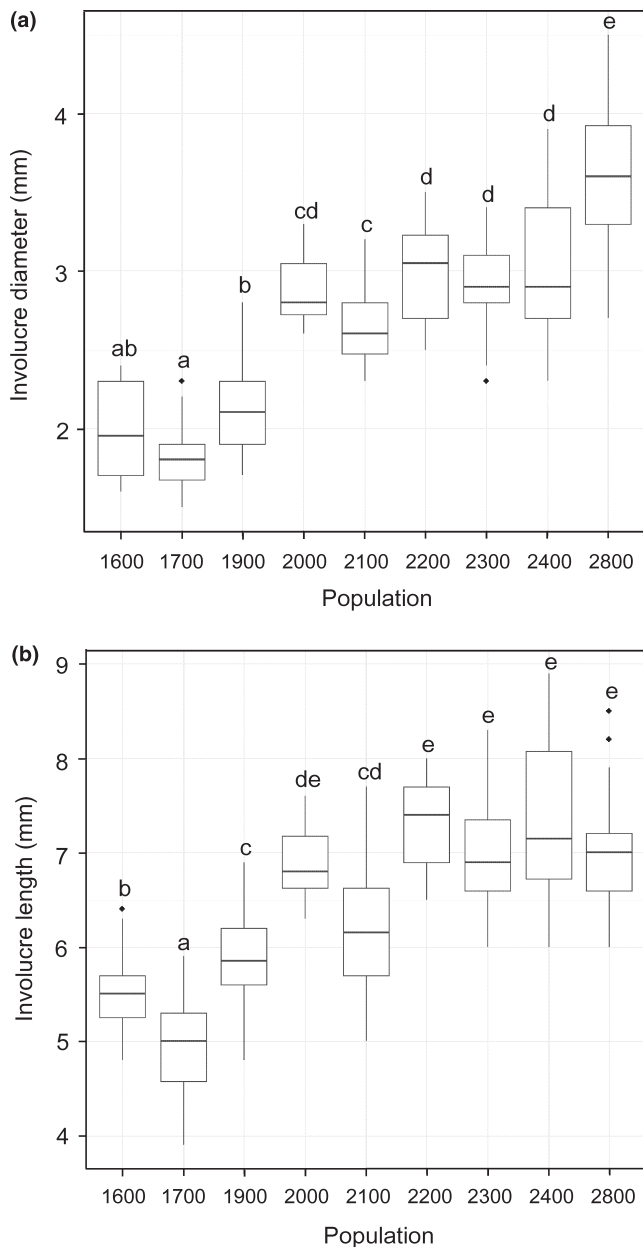 (a)
e
4
d
d
d
cd
c
3
b
ab
a
2
Involucre diameter (mm)
1600 1700 1900 2000 2100 2200 2300 2400 2800
Population
(b)
9
e
e
e
8
de
cd
e
7
c
b
6
a
5
4
Involucre length (mm)
1600 1700 1900 2000 2100 2200 2300 2400 2800
Population